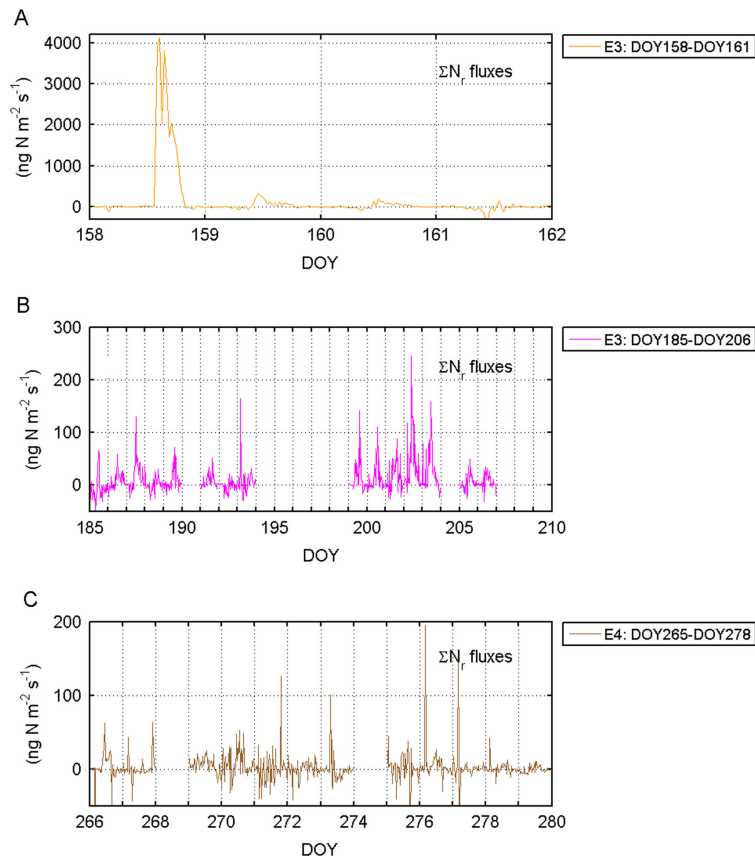 A
E3: DOY158-DOY161
ΣNr fluxes
(ng N m-2 s-1)
4000
3000
2000
1000
0
158
159
160
161
162
DOY
B
E3: DOY185-DOY206
ΣNr fluxes
(ng N m-2 s-1)
300
200
100
0
185
190
195
200
205
210
DOY
C
E4: DOY265-DOY278
ΣNr fluxes
(ng N m-2 s-1)
200
100
0
266
268
270
272
274
276
278
280
DOY